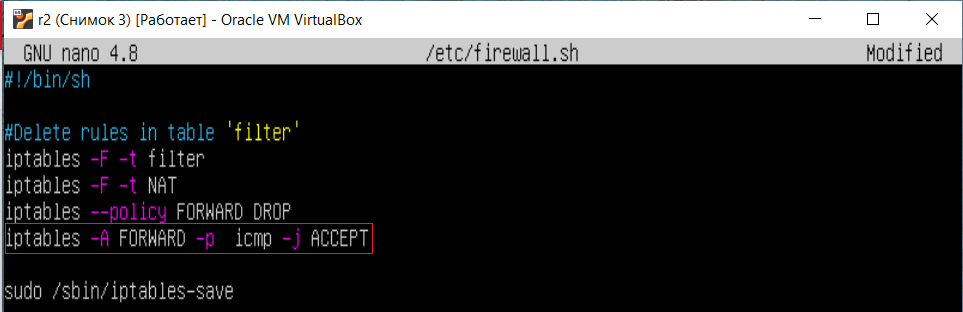 r2 (Снимок 3) [Работает] - Oracle VM VirtualBox
GNU nano 4.8 /etc/firewall.sh Modified
#!/bin/sh
#Delete rules in table 'filter'
iptables -F -t filter
iptables -F -t NAT
iptables --policy FORWARD DROP
iptables -A FORWARD -p  icmp -j ACCEPT
sudo /sbin/iptables-save